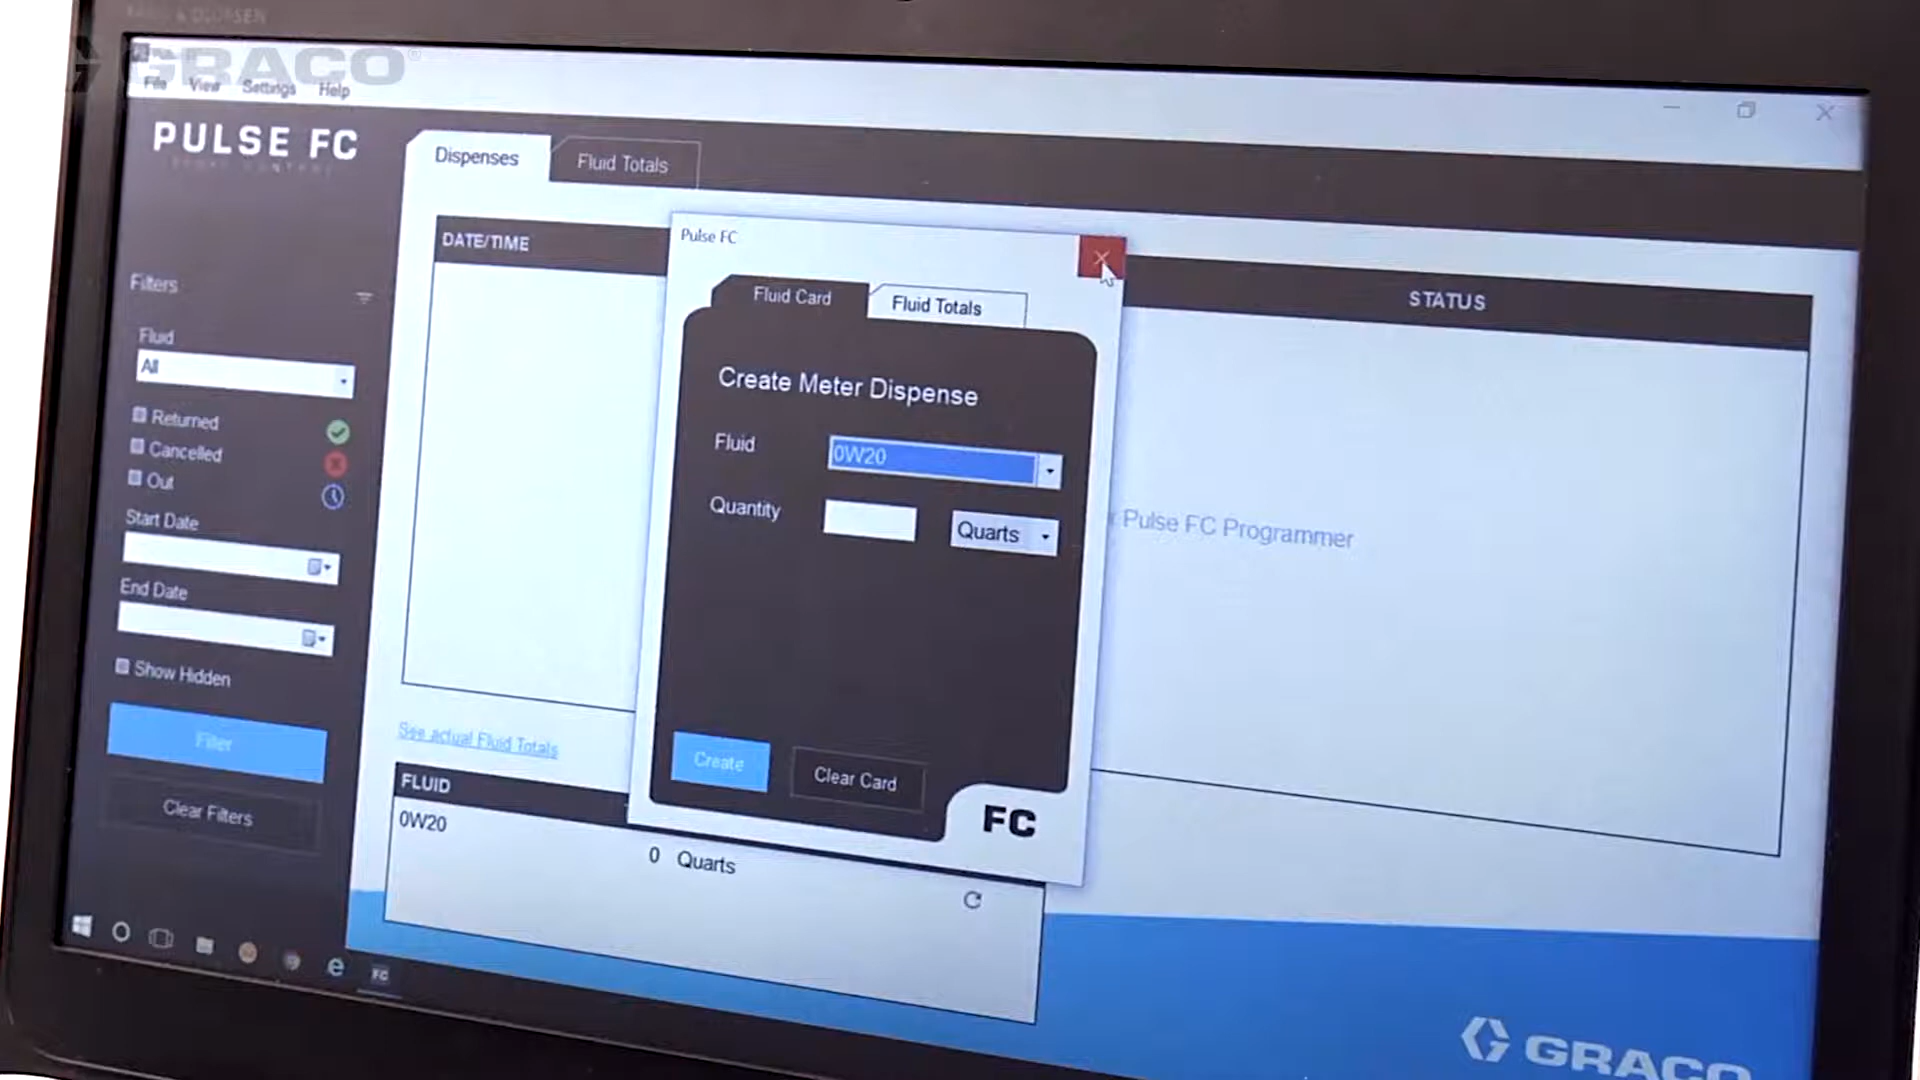 GRACO
File View Settings Help
PULSE FC
Dispenses
Fluid Totals
DATE/TIME
STATUS
Pulse FC
Fluid Card
Fluid Totals
Create Meter Dispense
Fluid
0W20
Quantity
Quarts
Create
Clear Card
FC
Pulse FC Programmer
Filters
Fluid
All
Returned
Cancelled
Out
Start Date
End Date
Show Hidden
Filter
Clear Filters
See actual Fluid Totals
FLUID
0W20
0 Quarts
FC
GRACO